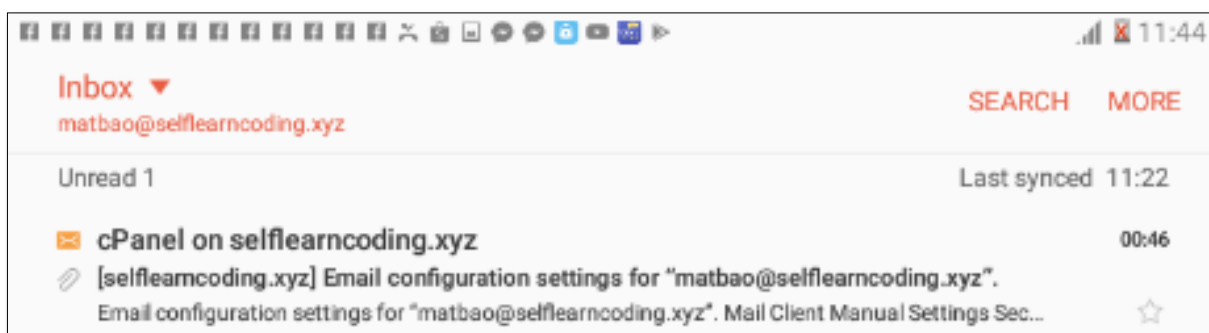 11:44
Inbox
SEARCH MORE
matbao@selflearncoding.xyz
Unread 1 Last synced 11:22
cPanel on selflearncoding.xyz 00:46
[selflearncoding.xyz] Email configuration settings for “matbao@selflearncoding.xyz”.
Email configuration settings for “matbao@selflearncoding.xyz”. Mail Client Manual Settings Sec...